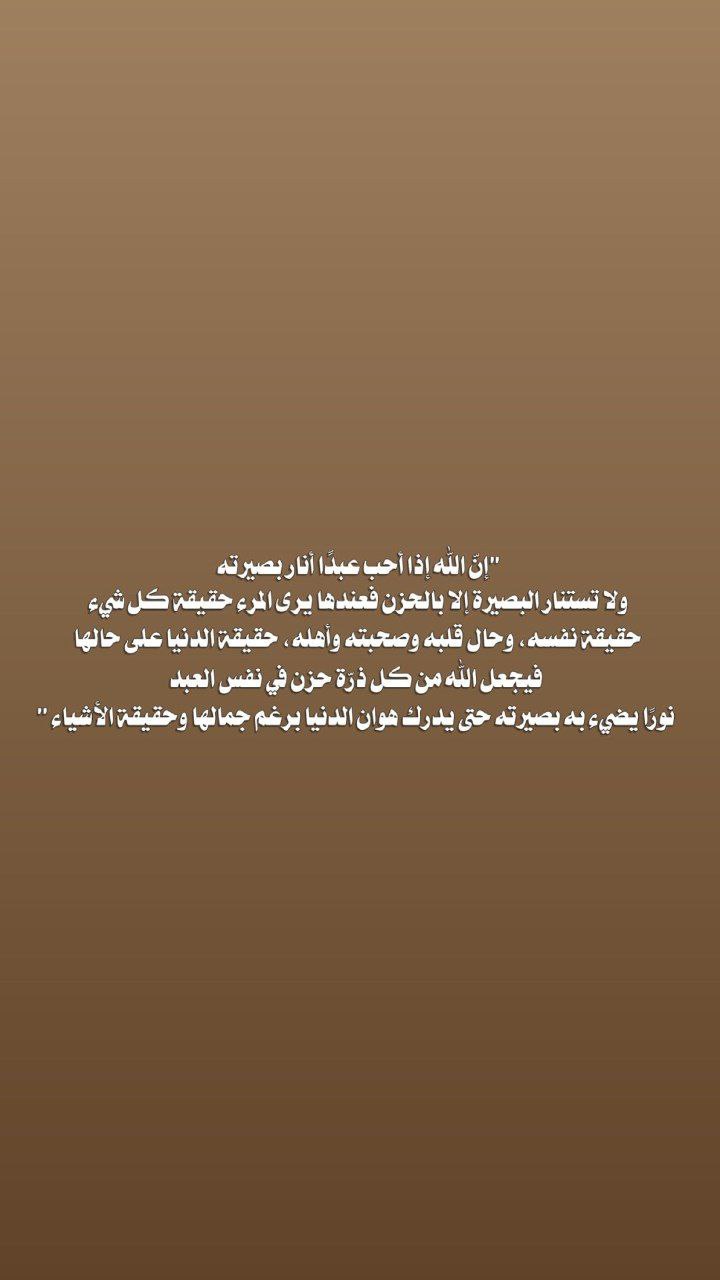 "إنّ الله إذا أحب عبدًا أنار بصيرته
ولا تستنار البصيرة إلا بالحزن فعندها يرى المرء حقيقة كل شيء
حقيقة نفسه ، وحال قلبه وصحبته وأهله ، حقيقة الدنيا على حالها
فيجعل الله من كل ذرّة حزن في نفس العبد
نورًا يضيء به بصيرته حتى يدرك هوان الدنيا برغم جمالها وحقيقة الأشياء "